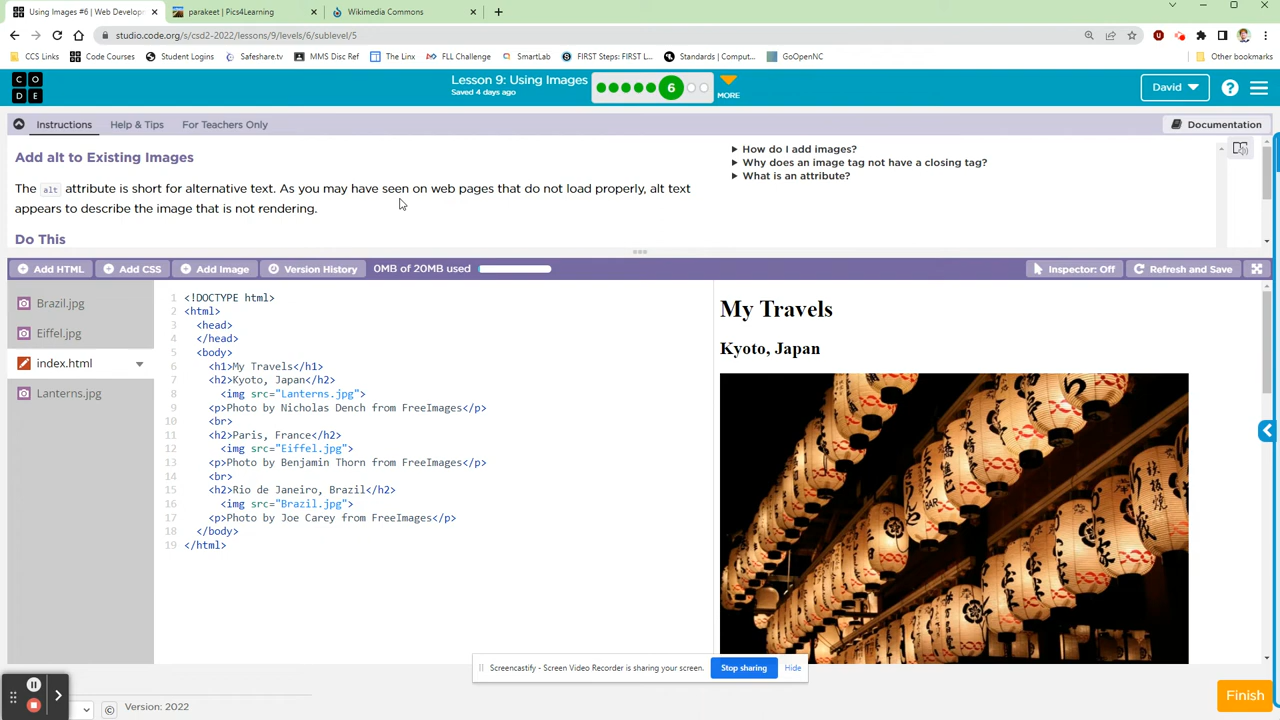 Using Images #6 | Web Develop
parakeet | Pics4Learning
Wikimedia Commons
studio.code.org/s/csd2-2022/lessons/9/levels/6/sublevel/5
CCS Links
Code Courses
Student Logins
Safeshare.tv
MMS Disc Ref
The Linx
FLL Challenge
SmartLab
FIRST Steps: FIRST L...
Standards | Comput...
GoOpenNC
Other bookmarks
CO
DE
Lesson 9: Using Images
Saved 4 days ago
6
MORE
David
?
Instructions
Help & Tips
For Teachers Only
Documentation
Add alt to Existing Images
The alt attribute is short for alternative text. As you may have seen on web pages that do not load properly, alt text
appears to describe the image that is not rendering.
Do This
How do I add images?
Why does an image tag not have a closing tag?
What is an attribute?
Add HTML
Add CSS
Add Image
Version History
0MB of 20MB used
Inspector: Off
Refresh and Save
Brazil.jpg
Eiffel.jpg
index.html
Lanterns.jpg
1 <!DOCTYPE html>
2 <html>
3 <head>
4 </head>
5 <body>
6 <h1>My Travels</h1>
7 <h2>Kyoto, Japan</h2>
8 <img src="Lanterns.jpg">
9 <p>Photo by Nicholas Dench from FreeImages</p>
10 <br>
11 <h2>Paris, France</h2>
12 <img src="Eiffel.jpg">
13 <p>Photo by Benjamin Thorn from FreeImages</p>
14 <br>
15 <h2>Rio de Janeiro, Brazil</h2>
16 <img src="Brazil.jpg">
17 <p>Photo by Joe Carey from FreeImages</p>
18 </body>
19 </html>
My Travels
Kyoto, Japan
Screencastify - Screen Video Recorder is sharing your screen.
Stop sharing
Hide
Version: 2022
Finish